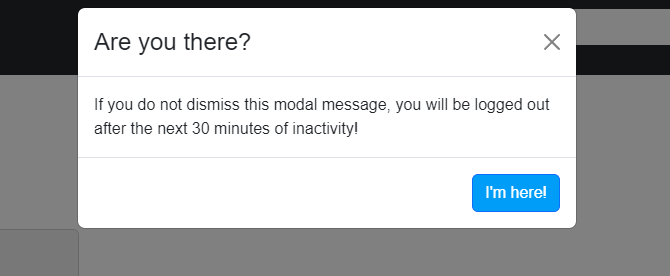 Are you there?
If you do not dismiss this modal message, you will be logged out
after the next 30 minutes of inactivity!
I'm here!